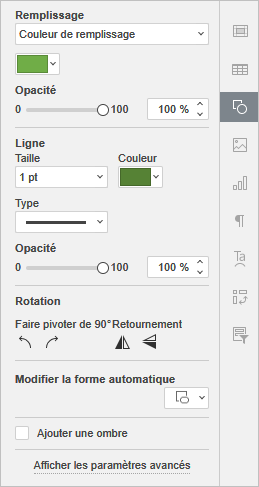 Remplissage
Couleur de remplissage
Opacité
0 100 100 %
Ligne
Taille Couleur
1 pt
Type
Opacité
0 100 100 %
Rotation
Faire pivoter de 90° Retournement
Modifier la forme automatique
Ajouter une ombre
Afficher les paramètres avancés
Ta